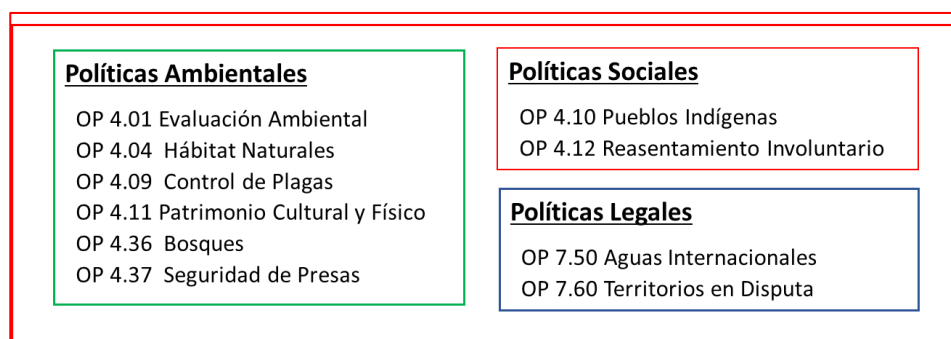 Políticas Ambientales
OP 4.01 Evaluación Ambiental
OP 4.04 Hábitat Naturales
OP 4.09 Control de Plagas
OP 4.11 Patrimonio Cultural y Físico
OP 4.36 Bosques
OP 4.37 Seguridad de Presas
Políticas Sociales
OP 4.10 Pueblos Indígenas
OP 4.12 Reasentamiento Involuntario
Políticas Legales
OP 7.50 Aguas Internacionales
OP 7.60 Territorios en Disputa